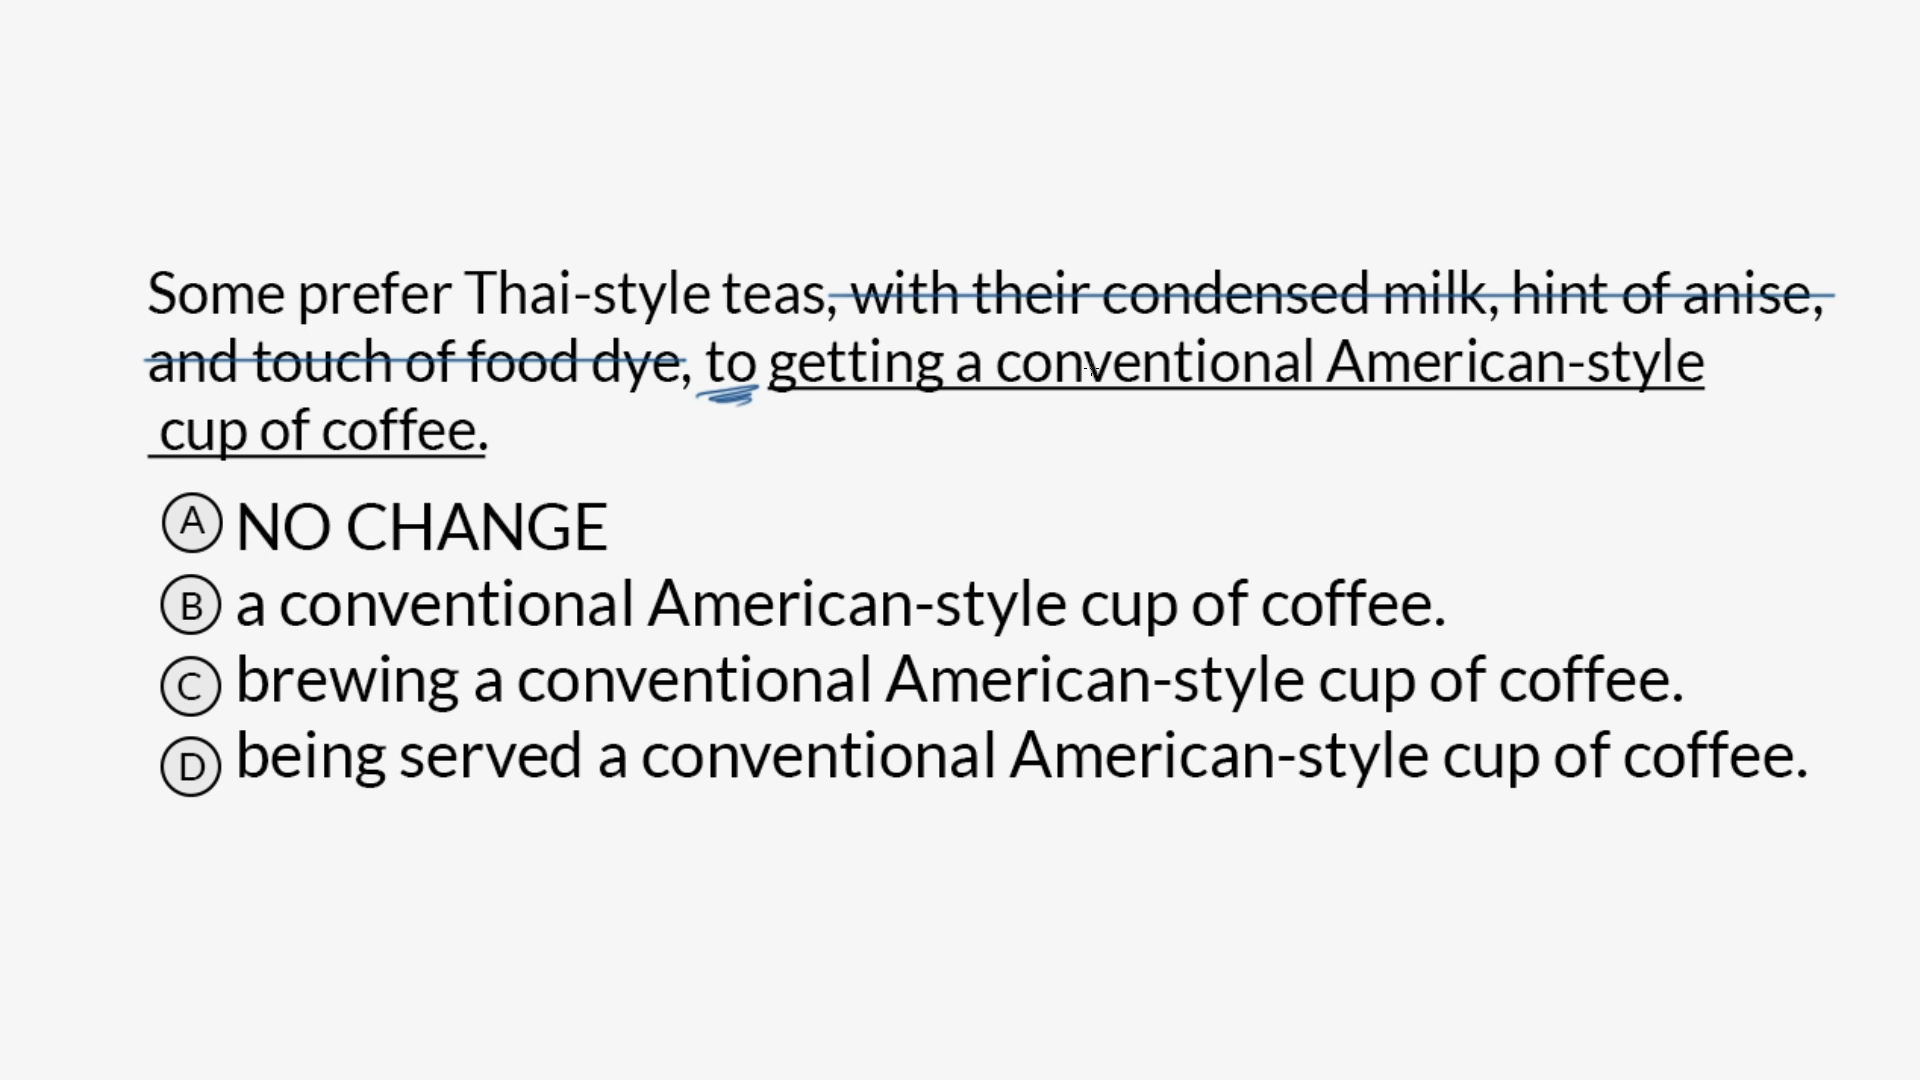 Some prefer Thai-style teas, with their condensed milk, hint of anise,
and touch of food dye, to getting a conventional American-style
cup of coffee.
A NO CHANGE
B a conventional American-style cup of coffee.
C brewing a conventional American-style cup of coffee.
D being served a conventional American-style cup of coffee.